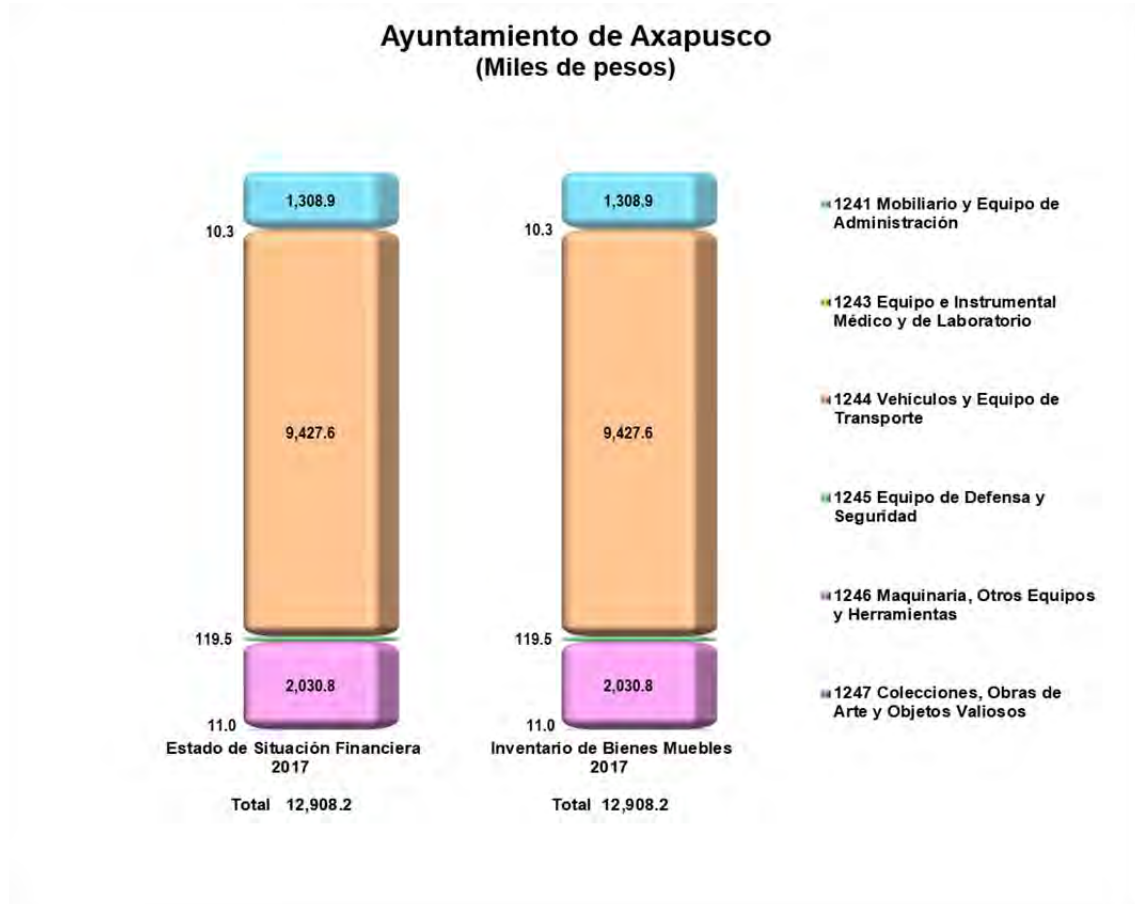 Ayuntamiento de Axapusco
(Miles de pesos)
1,308.9
10.3
9,427.6
119.5
2,030.8
11.0
Estado de Situación Financiera
2017
Total 12,908.2
1,308.9
10.3
9,427.6
119.5
2,030.8
11.0
Inventario de Bienes Muebles
2017
Total 12,908.2
1241 Mobiliario y Equipo de
Administración
1243 Equipo e Instrumental
Médico y de Laboratorio
1244 Vehículos y Equipo de
Transporte
1245 Equipo de Defensa y
Seguridad
1246 Maquinaria, Otros Equipos
y Herramientas
1247 Colecciones, Obras de
Arte y Objetos Valiosos